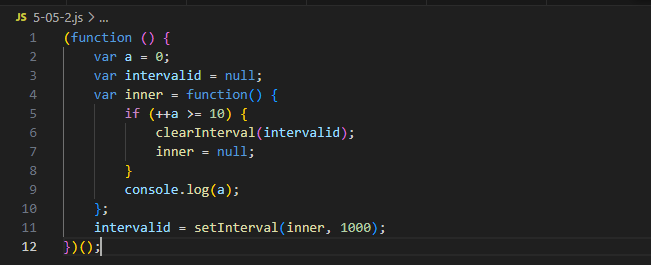 JS 5-05-2.js > ...
1 (function () {
2     var a = 0;
3     var intervalid = null;
4     var inner = function() {
5         if (++a >= 10) {
6             clearInterval(intervalid);
7             inner = null;
8         }
9         console.log(a);
10     };
11     intervalid = setInterval(inner, 1000);
12 })();